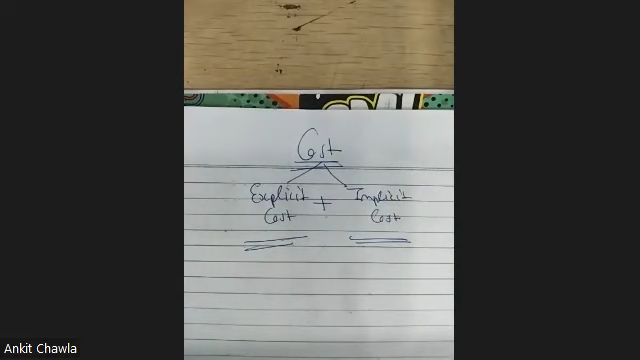 Cost
Explicit + Implicit
Cost Cost
Ankit Chawla